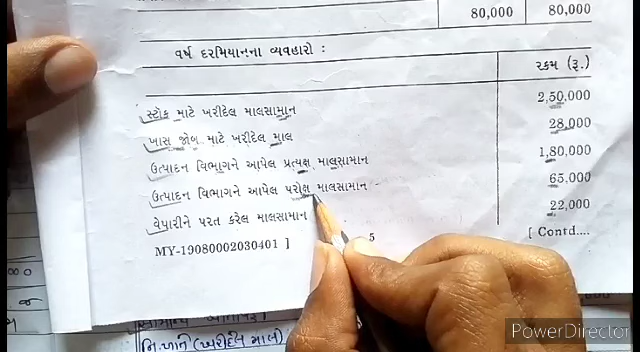 80,000 80,000
વર્ષ દરમિયાનના વ્યવહારો :
રકમ (રૂ.)
સ્ટૉક માટે ખરીદેલ માલસામાન 2,50,000
ખાસ જોબ માટે ખરીદેલ માલ 28,000
ઉત્પાદન વિભાગને આપેલ પ્રત્યક્ષ માલસામાન 1,80,000
ઉત્પાદન વિભાગને આપેલ પરોક્ષ માલસામાન 65,000
વેપારીને પરત કરેલ માલસામાન 22,000
MY-19080002030401 ] 5 [ Contd....
(ખરીદેલ માલ)
PowerDirector